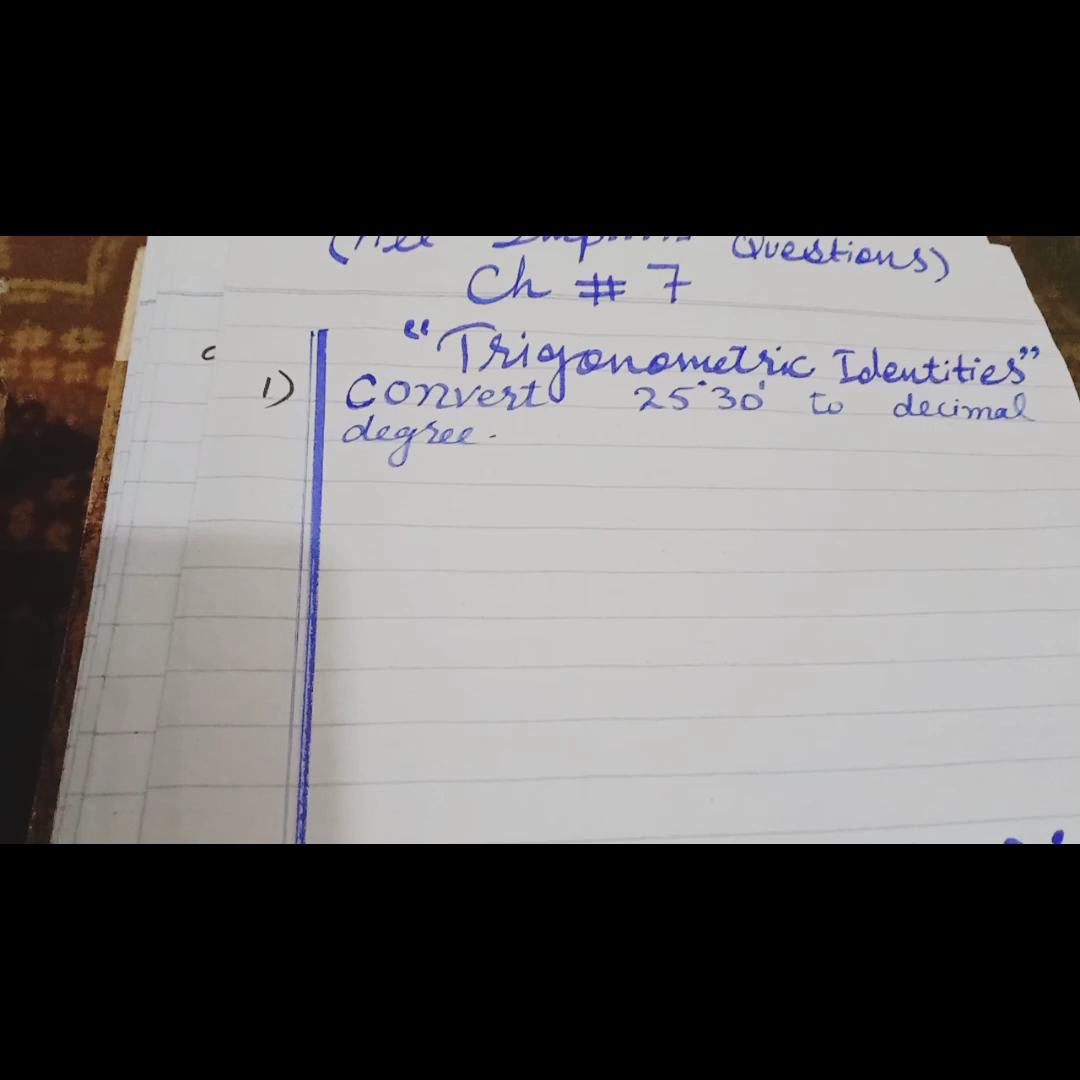 Questions)
Ch # 7
"Trigonometric Identities"
1) Convert 25°30' to decimal
degree.